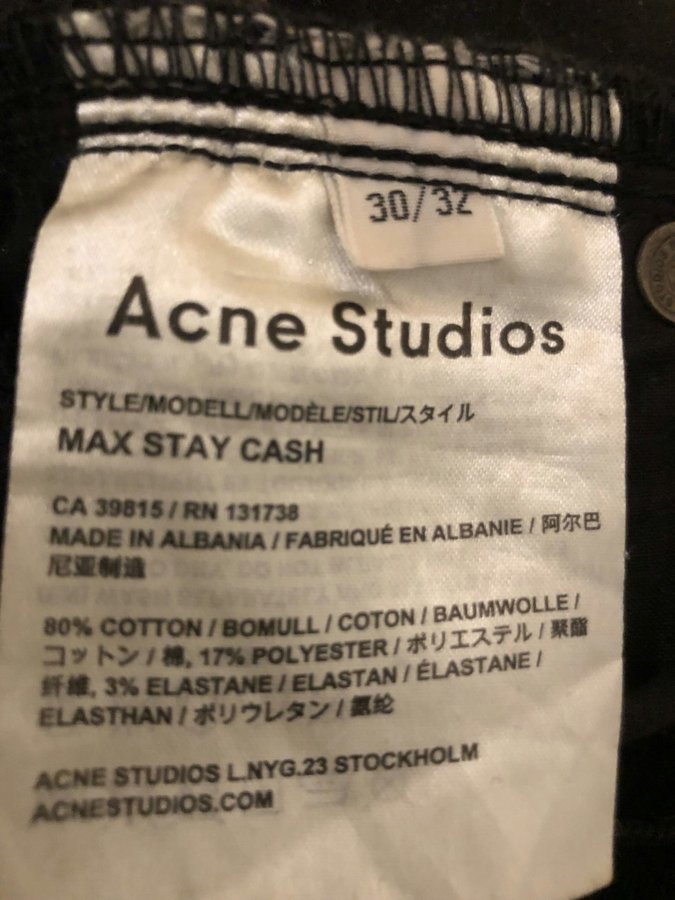 30/32
Acne Studios
STYLE/MODELL/MODÈLE/STIL/スタイル
MAX STAY CASH
CA 39815 / RN 131738
MADE IN ALBANIA / FABRIQUÉ EN ALBANIE / 阿尔巴
尼亚制造
80% COTTON / BOMULL / COTON / BAUMWOLLE /
コットン / 棉, 17% POLYESTER / ポリエステル / 聚酯
纤维, 3% ELASTANE / ELASTAN / ÉLASTANE /
ELASTHAN / ポリウレタン / 氨纶
ACNE STUDIOS L.NYG.23 STOCKHOLM
ACNESTUDIOS.COM